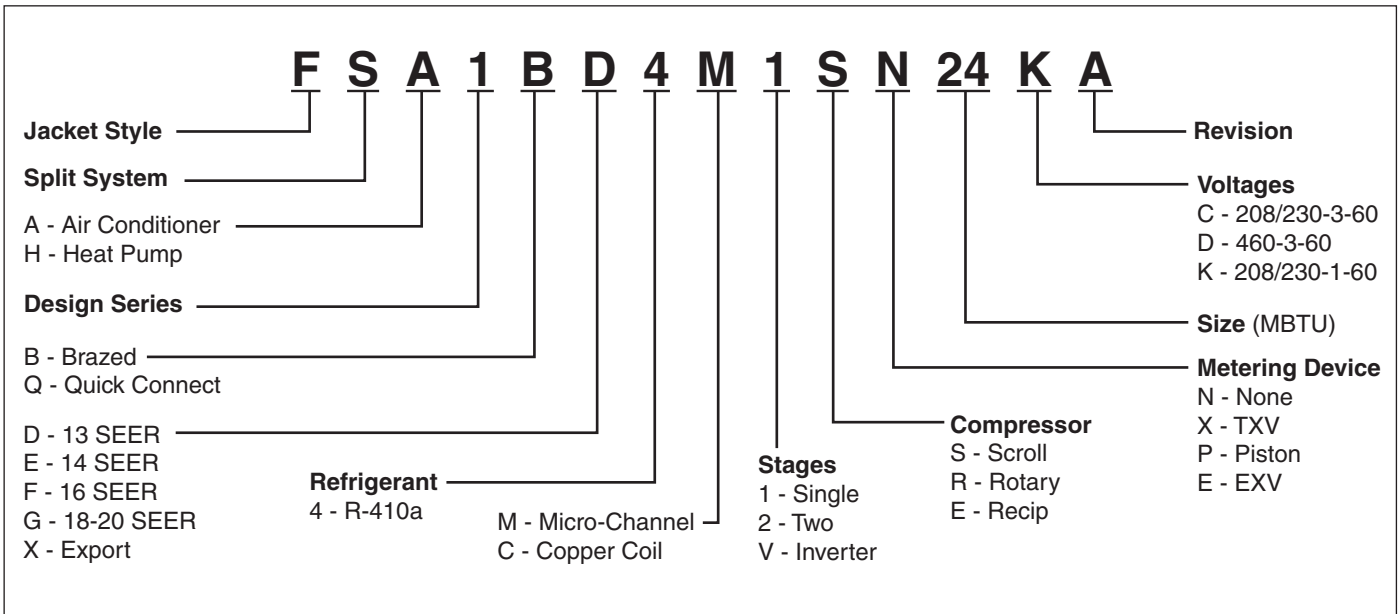 F S A 1 B D 4 M 1 S N 24 K A
Jacket Style
Split System
A - Air Conditioner
H - Heat Pump
Design Series
B - Brazed
Q - Quick Connect
D - 13 SEER
E - 14 SEER
F - 16 SEER
G - 18-20 SEER
X - Export
Refrigerant
4 - R-410a
M - Micro-Channel
C - Copper Coil
Stages
1 - Single
2 - Two
V - Inverter
Compressor
S - Scroll
R - Rotary
E - Recip
Revision
Voltages
C - 208/230-3-60
D - 460-3-60
K - 208/230-1-60
Size (MBTU)
Metering Device
N - None
X - TXV
P - Piston
E - EXV